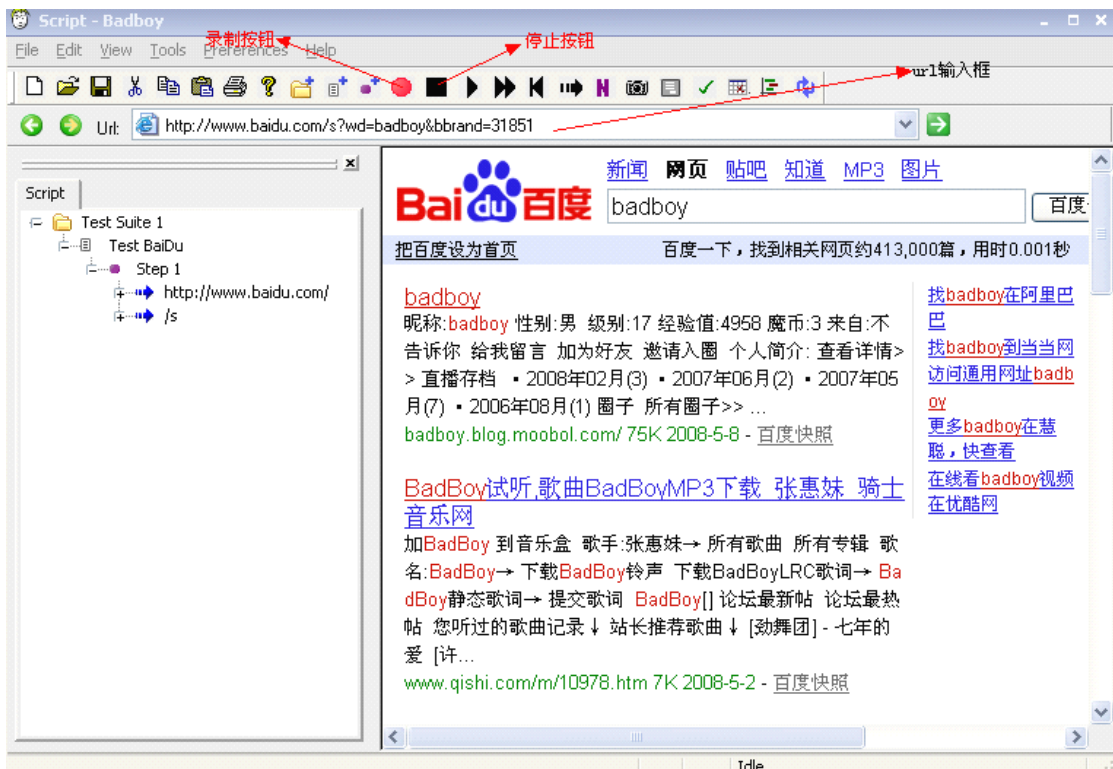 Script - Badboy
File Edit View Tools Preferences Help
录制按钮
停止按钮
url输入框
N
Url: http://www.baidu.com/s?wd=badboy&bbrand=31851
Script
Test Suite 1
Test BaiDu
Step 1
http://www.baidu.com/
/s
新闻 网页 贴吧 知道 MP3 图片
Bai du 百度
badboy
百度
把百度设为首页
百度一下，找到相关网页约413,000篇，用时0.001秒
badboy
昵称:badboy 性别:男 级别:17 经验值:4958 魔币:3 来自:不
告诉你 给我留言 加为好友 邀请入圈 个人简介: 查看详情>
> 直播存档 ▪ 2008年02月(3) ▪ 2007年06月(2) ▪ 2007年05
月(7) ▪ 2006年08月(1) 圈子 所有圈子>> ...
badboy.blog.moobol.com/ 75K 2008-5-8 - 百度快照
BadBoy试听,歌曲BadBoyMP3下载 张惠妹 骑士
音乐网
加BadBoy 到音乐盒 歌手:张惠妹→ 所有歌曲 所有专辑 歌
名:BadBoy→ 下载BadBoy铃声 下载BadBoyLRC歌词→ Ba
dBoy静态歌词→ 提交歌词 BadBoy[] 论坛最新帖 论坛最热
帖 您听过的歌曲记录↓ 站长推荐歌曲↓ [劲舞团] - 七年的
爱 [许...
www.qishi.com/m/10978.htm 7K 2008-5-2 - 百度快照
找badboy在阿里巴
巴
找badboy到当当网
访问通用网址badb
oy
更多badboy在慧
聪，快查看
在线看badboy视频
在优酷网
Idle